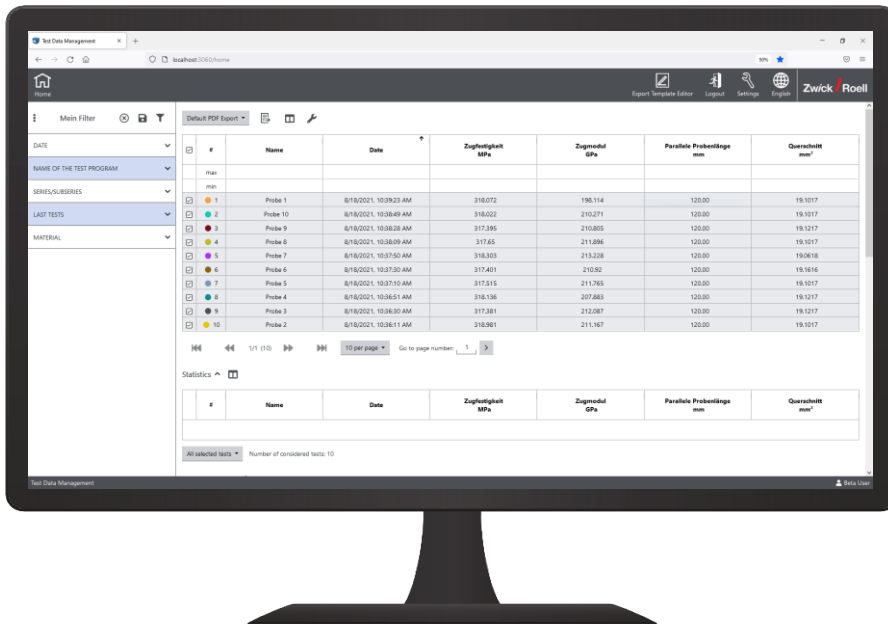 Test Data Management
localhost:3060/home
90%
Home
Export Template Editor Logout Settings English Zwick Roell
Mein Filter
Default PDF Export
DATE
NAME OF THE TEST PROGRAM
SERIES/SUBSERIES
LAST TESTS
MATERIAL
# Name Date Zugfestigkeit MPa Zugmodul GPa Parallele Probenlänge mm Querschnitt mm²
max
min
1 Probe 1 8/18/2021, 10:39:23 AM 318.072 198.114 120.00 19.1017
2 Probe 10 8/18/2021, 10:38:49 AM 318.022 210.271 120.00 19.1017
3 Probe 9 8/18/2021, 10:38:28 AM 317.395 210.805 120.00 19.1217
4 Probe 8 8/18/2021, 10:38:09 AM 317.65 211.896 120.00 19.1017
5 Probe 7 8/18/2021, 10:37:50 AM 318.303 213.228 120.00 19.0618
6 Probe 6 8/18/2021, 10:37:30 AM 317.401 210.92 120.00 19.1616
7 Probe 5 8/18/2021, 10:37:10 AM 317.515 211.765 120.00 19.1017
8 Probe 4 8/18/2021, 10:36:51 AM 318.136 207.883 120.00 19.1217
9 Probe 3 8/18/2021, 10:36:30 AM 317.381 212.087 120.00 19.1217
10 Probe 2 8/18/2021, 10:36:11 AM 318.981 211.167 120.00 19.1017
1/1 (10) 10 per page Go to page number: 1
Statistics
# Name Date Zugfestigkeit MPa Zugmodul GPa Parallele Probenlänge mm Querschnitt mm²
All selected tests Number of considered tests: 10
Test Data Management Beta User